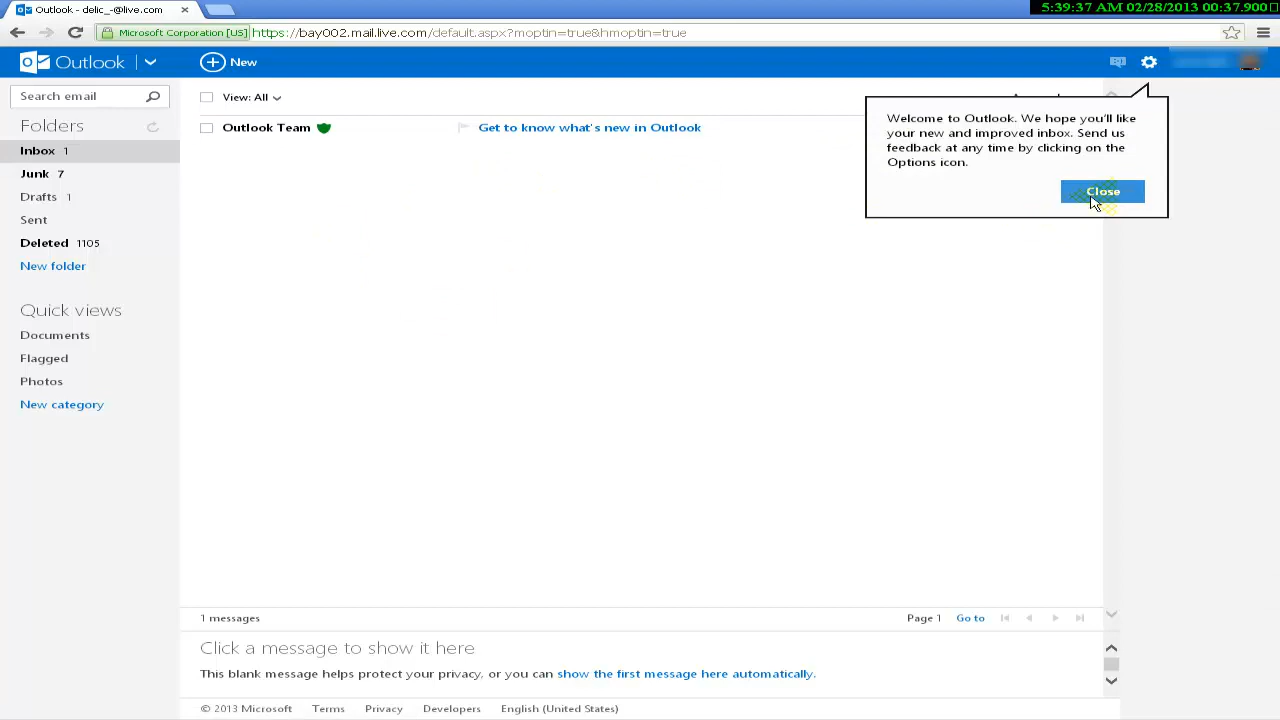 Outlook - delic_-@live.com
5:39:37 AM 02/28/2013 00:37.900
Microsoft Corporation [US]
https://bay002.mail.live.com/default.aspx?moptin=true&hmoptin=true
Outlook
New
Search email
View: All
Folders
Outlook Team
Get to know what's new in Outlook
Welcome to Outlook. We hope you'll like
your new and improved inbox. Send us
feedback at any time by clicking on the
Options icon.
Close
Inbox 1
Junk 7
Drafts 1
Sent
Deleted 1105
New folder
Quick views
Documents
Flagged
Photos
New category
1 messages
Page 1 Go to
Click a message to show it here
This blank message helps protect your privacy, or you can show the first message here automatically.
© 2013 Microsoft Terms Privacy Developers English (United States)